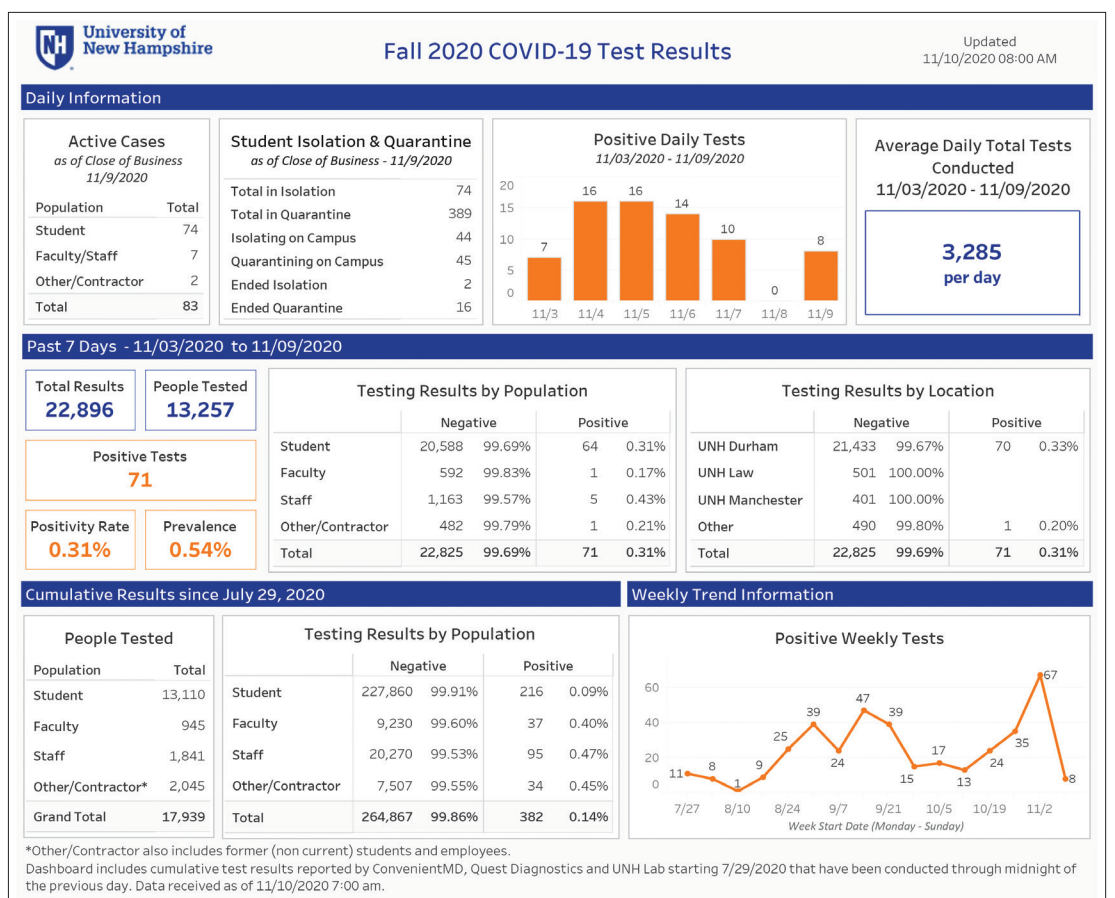 NH
University of
New Hampshire
Fall 2020 COVID-19 Test Results
Updated
11/10/2020 08:00 AM
Daily Information
Active Cases
as of Close of Business
11/9/2020
Population Total
Student 74
Faculty/Staff 7
Other/Contractor 2
Total 83
Student Isolation & Quarantine
as of Close of Business - 11/9/2020
Total in Isolation 74
Total in Quarantine 389
Isolating on Campus 44
Quarantining on Campus 45
Ended Isolation 2
Ended Quarantine 16
Positive Daily Tests
11/03/2020 - 11/09/2020
20
15
10
5
0
7 16 16 14 10 0 8
11/3 11/4 11/5 11/6 11/7 11/8 11/9
Average Daily Total Tests
Conducted
11/03/2020 - 11/09/2020
3,285
per day
Past 7 Days - 11/03/2020 to 11/09/2020
Total Results
22,896
People Tested
13,257
Positive Tests
71
Positivity Rate
0.31%
Prevalence
0.54%
Testing Results by Population
Negative Positive
Student 20,588 99.69% 64 0.31%
Faculty 592 99.83% 1 0.17%
Staff 1,163 99.57% 5 0.43%
Other/Contractor 482 99.79% 1 0.21%
Total 22,825 99.69% 71 0.31%
Testing Results by Location
Negative Positive
UNH Durham 21,433 99.67% 70 0.33%
UNH Law 501 100.00%
UNH Manchester 401 100.00%
Other 490 99.80% 1 0.20%
Total 22,825 99.69% 71 0.31%
Cumulative Results since July 29, 2020
People Tested
Population Total
Student 13,110
Faculty 945
Staff 1,841
Other/Contractor* 2,045
Grand Total 17,939
Testing Results by Population
Negative Positive
Student 227,860 99.91% 216 0.09%
Faculty 9,230 99.60% 37 0.40%
Staff 20,270 99.53% 95 0.47%
Other/Contractor 7,507 99.55% 34 0.45%
Total 264,867 99.86% 382 0.14%
Weekly Trend Information
Positive Weekly Tests
60
40
20
0
11 8 1 9 25 39 24 47 39 15 17 13 24 35 67 8
7/27 8/10 8/24 9/7 9/21 10/5 10/19 11/2
Week Start Date (Monday - Sunday)
*Other/Contractor also includes former (non current) students and employees.
Dashboard includes cumulative test results reported by ConvenientMD, Quest Diagnostics and UNH Lab starting 7/29/2020 that have been conducted through midnight of
the previous day. Data received as of 11/10/2020 7:00 am.